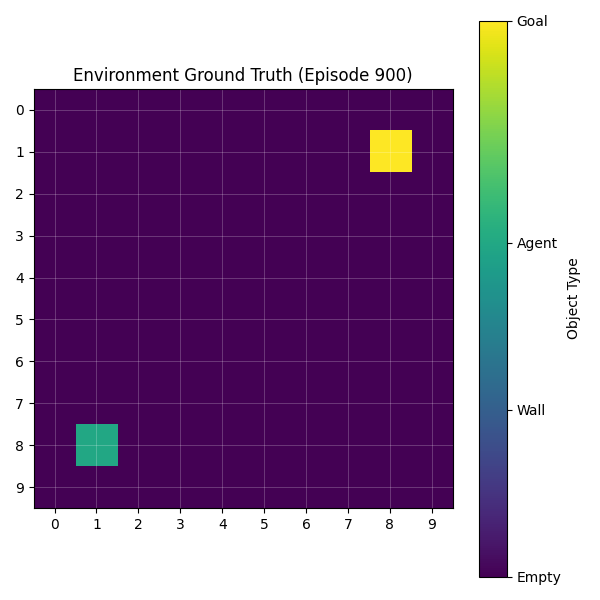 Environment Ground Truth (Episode 900)
0
1
2
3
4
5
6
7
8
9
0 1 2 3 4 5 6 7 8 9
Goal
Agent
Wall
Empty
Object Type